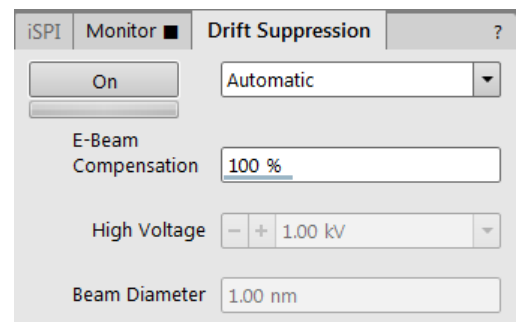 iSPI Monitor ■ Drift Suppression ?
On Automatic
E-Beam
Compensation 100 %
High Voltage − + 1.00 kV
Beam Diameter 1.00 nm